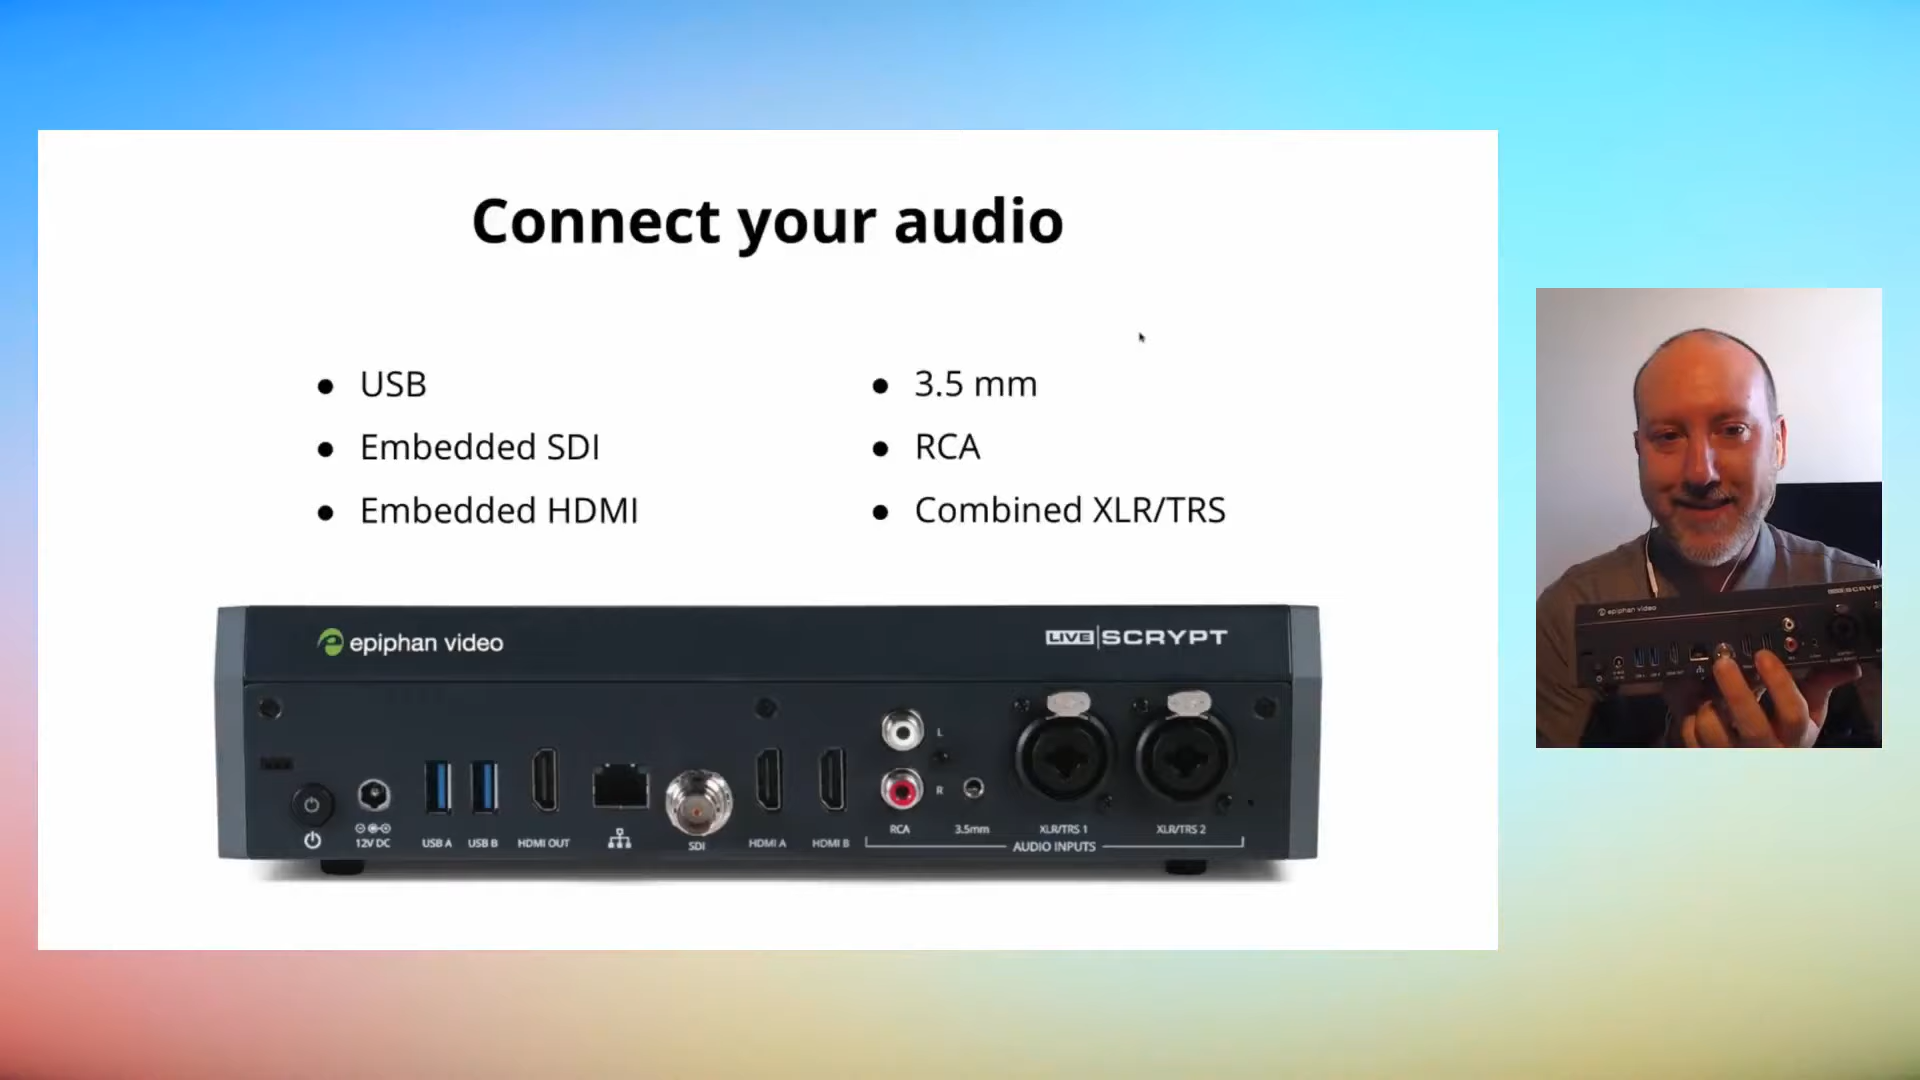 Connect your audio
● USB
● Embedded SDI
● Embedded HDMI
● 3.5 mm
● RCA
● Combined XLR/TRS
epiphan video
LIVE SCRYPT
L
R
12V DC
USB A
USB B
HDMI OUT
SDI
HDMI A
HDMI B
RCA
3.5mm
XLR/TRS 1
XLR/TRS 2
AUDIO INPUTS
epiphan video